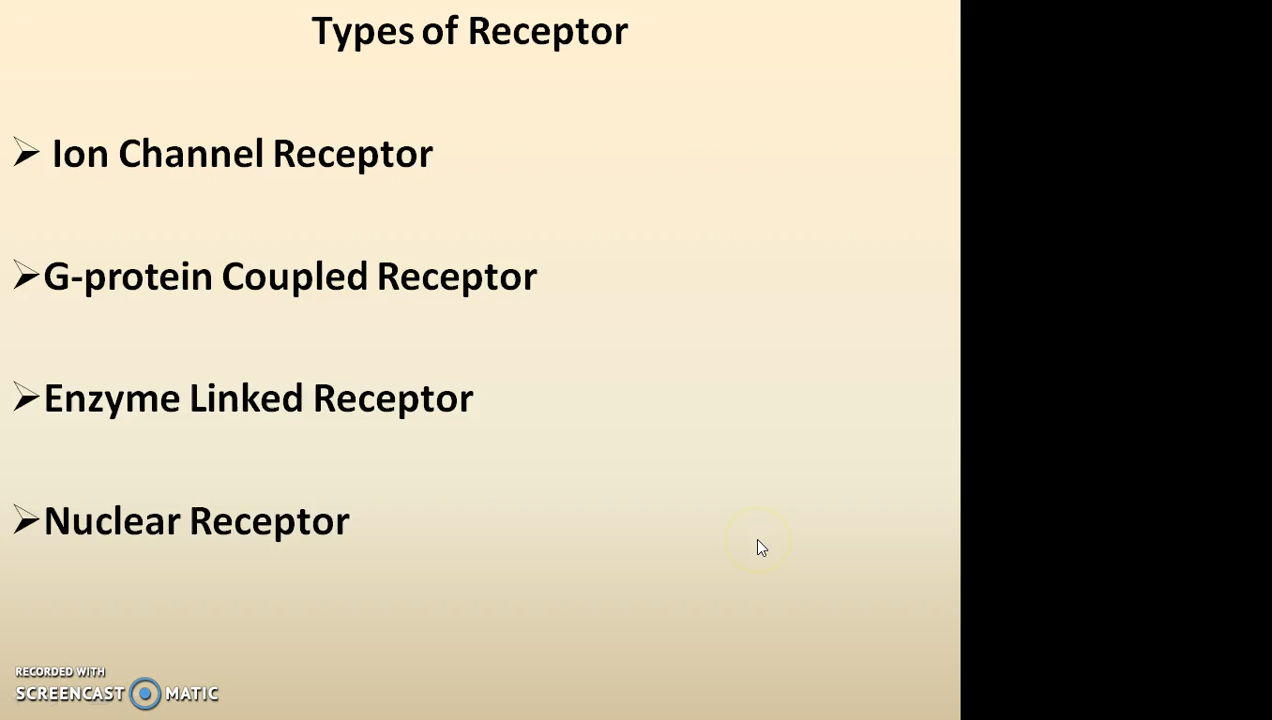 Types of Receptor
➢ Ion Channel Receptor
➢G-protein Coupled Receptor
➢Enzyme Linked Receptor
➢Nuclear Receptor
RECORDED WITH
SCREENCAST MATIC